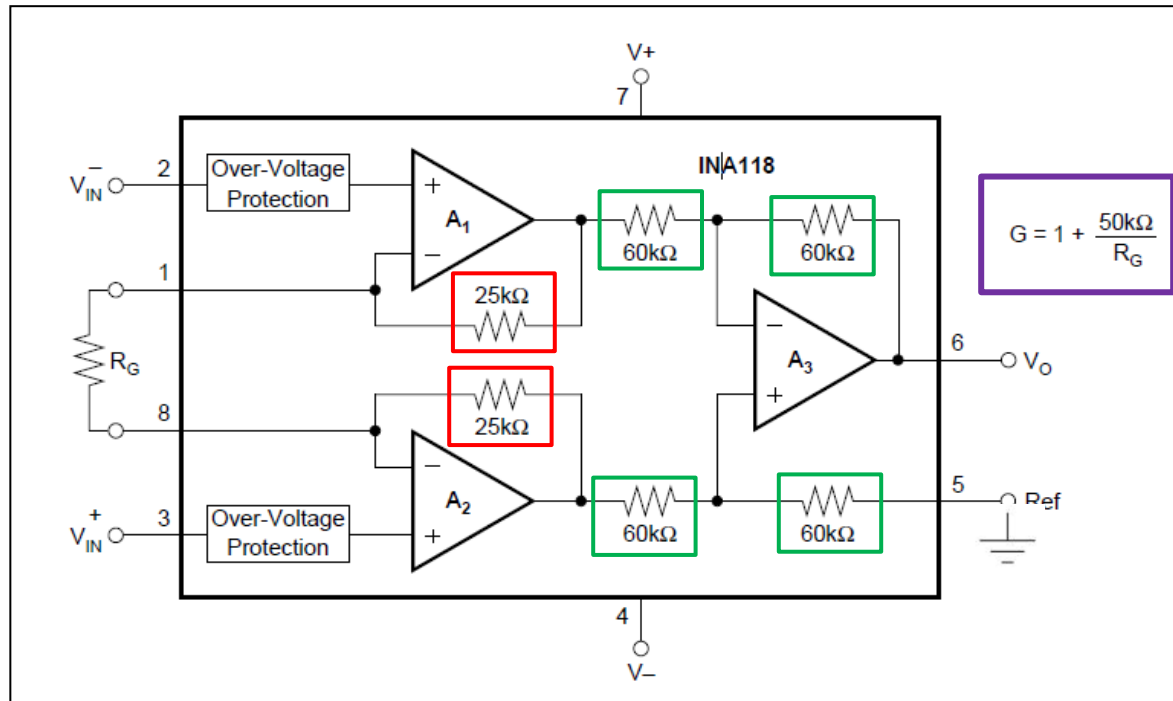 V+
7
INA118
V⁻IN
2
Over-Voltage
Protection
+
A1
−
60kΩ
60kΩ
G = 1 + 50kΩ
RG
1
25kΩ
RG
−
A3
+
6
VO
8
25kΩ
−
A2
+
V⁺IN
3
Over-Voltage
Protection
60kΩ
60kΩ
5
Ref
4
V–